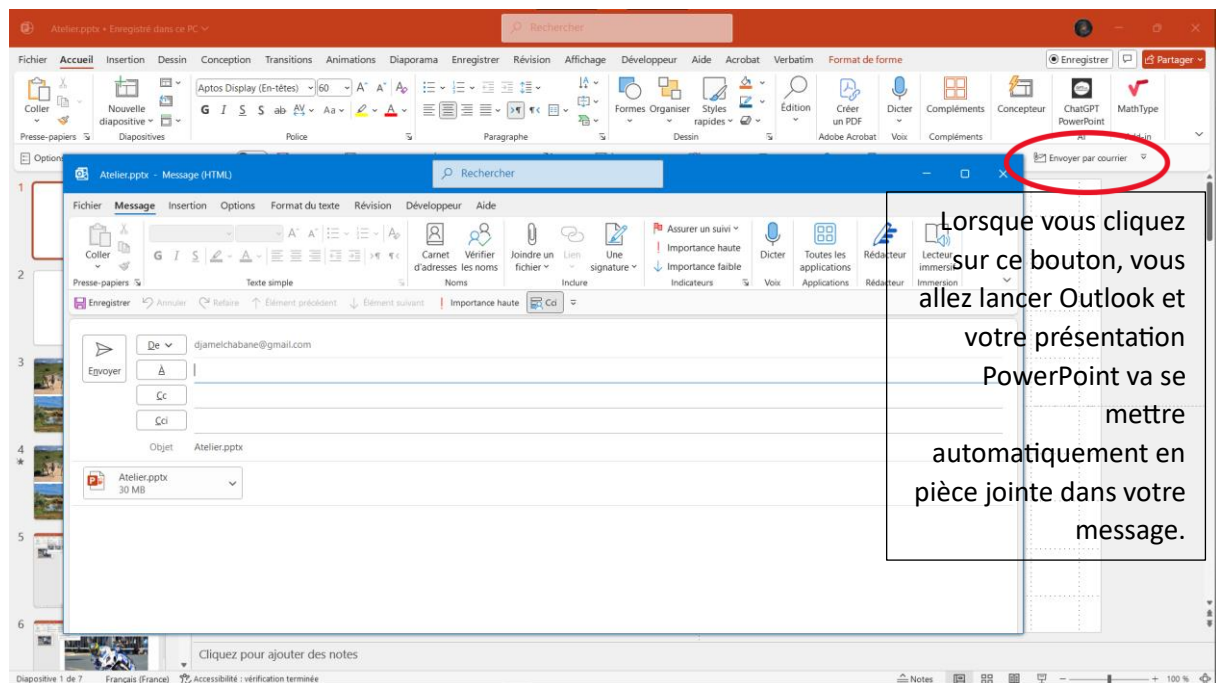 Atelier.pptx • Enregistré dans ce PC
Rechercher
Fichier Accueil Insertion Dessin Conception Transitions Animations Diaporama Enregistrer Révision Affichage Développeur Aide Acrobat Verbatim Format de forme
Enregistrer Partager
Coller
Nouvelle diapositive
Aptos Display (En-têtes) 60
G I S S ab AV Aa A
Formes Organiser Styles rapides
Édition
Créer un PDF
Dicter
Compléments
Concepteur
ChatGPT PowerPoint
MathType
Presse-papiers Diapositives Police Paragraphe Dessin Adobe Acrobat Voix Compléments
Envoyer par courrier
Atelier.pptx - Message (HTML)
Rechercher
Fichier Message Insertion Options Format du texte Révision Développeur Aide
Coller
G I S
Carnet d'adresses
Vérifier les noms
Joindre un fichier
Lien
Une signature
Assurer un suivi
Importance haute
Importance faible
Dicter
Toutes les applications
Rédacteur
Lecteur immersif
Presse-papiers Texte simple Noms Inclure Indicateurs Voix Applications Rédacteur Immersion
Enregistrer Annuler Refaire Élément précédent Élément suivant Importance haute Cci
Envoyer
De djamelchabane@gmail.com
À
Cc
Cci
Objet Atelier.pptx
Atelier.pptx
30 MB
Lorsque vous cliquez
sur ce bouton, vous
allez lancer Outlook et
votre présentation
PowerPoint va se
mettre
automatiquement en
pièce jointe dans votre
message.
1
2
3
4
5
6
Cliquez pour ajouter des notes
Diapositive 1 de 7 Français (France) Accessibilité : vérification terminée Notes 100 %